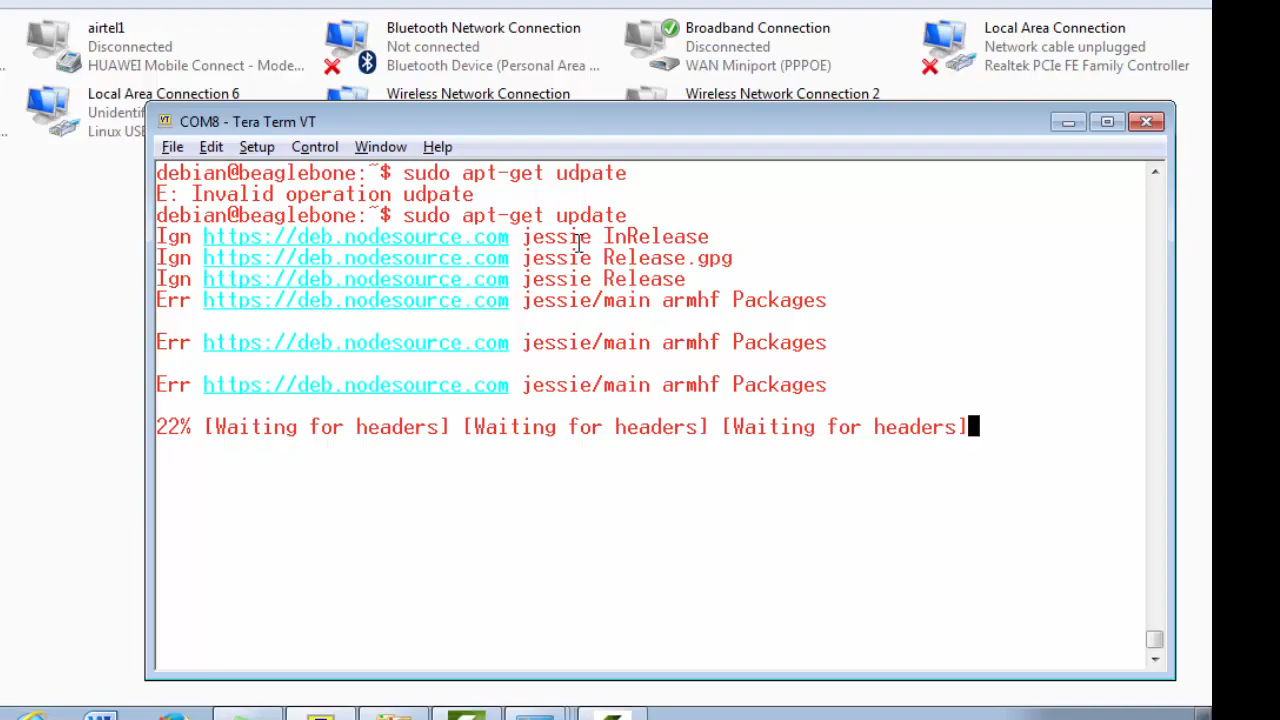 airtel1
Disconnected
HUAWEI Mobile Connect - Mode...
Bluetooth Network Connection
Not connected
Bluetooth Device (Personal Area ...
Broadband Connection
Disconnected
WAN Miniport (PPPOE)
Local Area Connection
Network cable unplugged
Realtek PCIe FE Family Controller
Local Area Connection 6
Unidentif
Linux USB
Wireless Network Connection
Wireless Network Connection 2
COM8 - Tera Term VT
File Edit Setup Control Window Help
debian@beaglebone:~$ sudo apt-get udpate
E: Invalid operation udpate
debian@beaglebone:~$ sudo apt-get update
Ign https://deb.nodesource.com jessie InRelease
Ign https://deb.nodesource.com jessie Release.gpg
Ign https://deb.nodesource.com jessie Release
Err https://deb.nodesource.com jessie/main armhf Packages
Err https://deb.nodesource.com jessie/main armhf Packages
Err https://deb.nodesource.com jessie/main armhf Packages
22% [Waiting for headers] [Waiting for headers] [Waiting for headers]